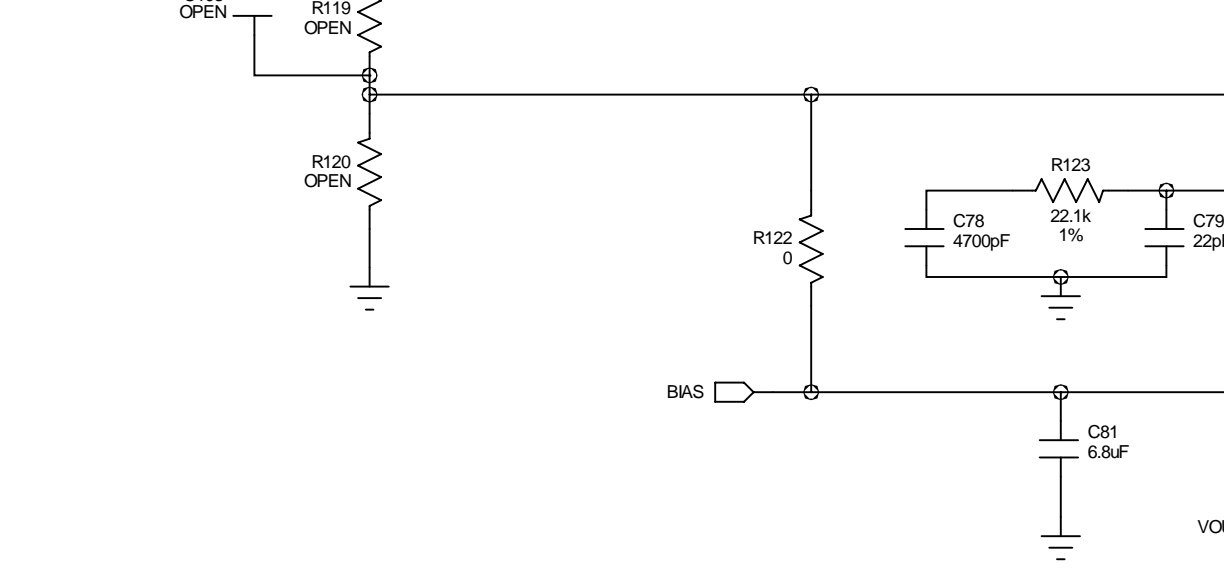 OPEN
R119
OPEN
R120
OPEN
R123
22.1k
1%
C78
4700pF
C79
R122
0
BIAS
C81
6.8uF